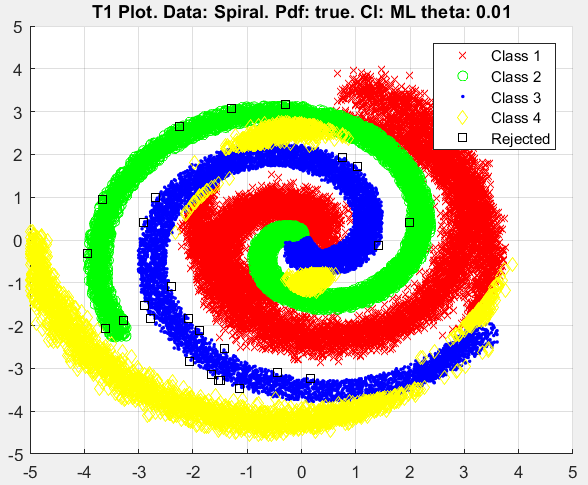 T1 Plot. Data: Spiral. Pdf: true. Cl: ML theta: 0.01
Class 1
Class 2
Class 3
Class 4
Rejected
5
4
3
2
1
0
-1
-2
-3
-4
-5
-5 -4 -3 -2 -1 0 1 2 3 4 5